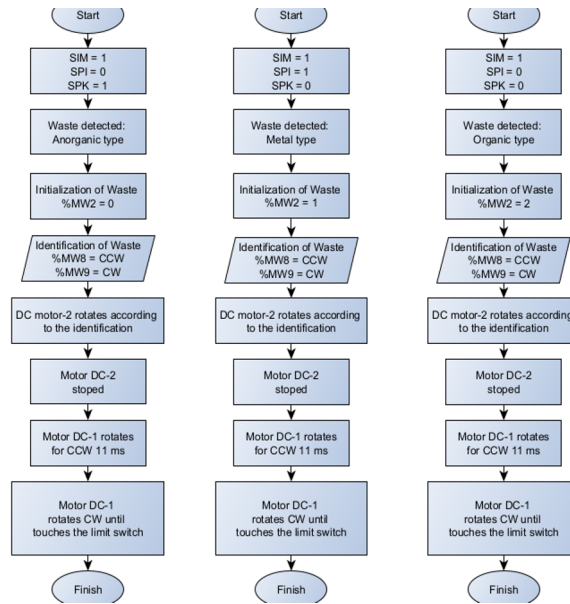 Start
SIM = 1
SPI = 0
SPK = 1
Waste detected:
Anorganic type
Initialization of Waste
%MW2 = 0
Identification of Waste
%MW8 = CCW
%MW9 = CW
DC motor-2 rotates according
to the identification
Motor DC-2
stoped
Motor DC-1 rotates
for CCW 11 ms
Motor DC-1
rotates CW until
touches the limit switch
Finish
Start
SIM = 1
SPI = 1
SPK = 0
Waste detected:
Metal type
Initialization of Waste
%MW2 = 1
Identification of Waste
%MW8 = CCW
%MW9 = CW
DC motor-2 rotates according
to the identification
Motor DC-2
stoped
Motor DC-1 rotates
for CCW 11 ms
Motor DC-1
rotates CW until
touches the limit switch
Finish
Start
SIM = 1
SPI = 0
SPK = 0
Waste detected:
Organic type
Initialization of Waste
%MW2 = 2
Identification of Waste
%MW8 = CCW
%MW9 = CW
DC motor-2 rotates according
to the identification
Motor DC-2
stoped
Motor DC-1 rotates
for CCW 11 ms
Motor DC-1
rotates CW until
touches the limit switch
Finish